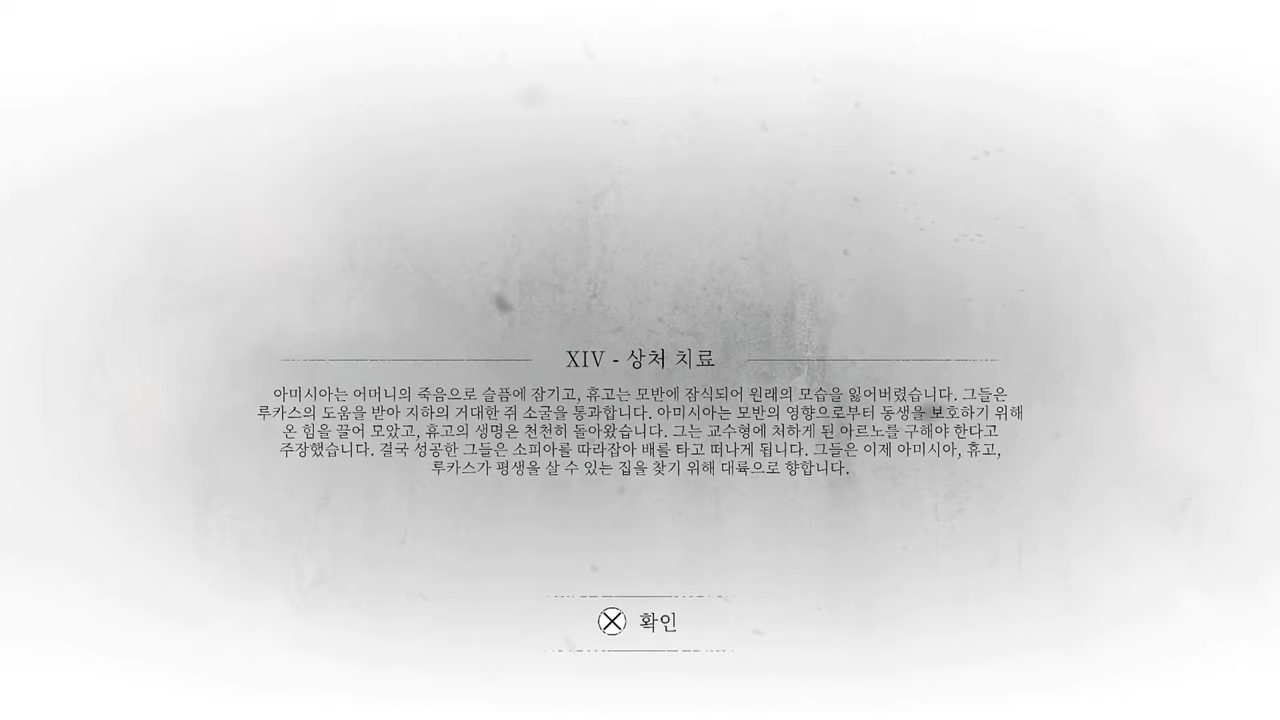 XIV - 상처 치료
아미시아는 어머니의 죽음으로 슬픔에 잠기고, 휴고는 모반에 잠식되어 원래의 모습을 잃어버렸습니다. 그들은
루카스의 도움을 받아 지하의 거대한 쥐 소굴을 통과합니다. 아미시아는 모반의 영향으로부터 동생을 보호하기 위해
온 힘을 끌어 모았고, 휴고의 생명은 천천히 돌아왔습니다. 그는 교수형에 처하게 된 아르노를 구해야 한다고
주장했습니다. 결국 성공한 그들은 소피아를 따라잡아 배를 타고 떠나게 됩니다. 그들은 이제 아미시아, 휴고,
루카스가 평생을 살 수 있는 집을 찾기 위해 대륙으로 향합니다.
확인